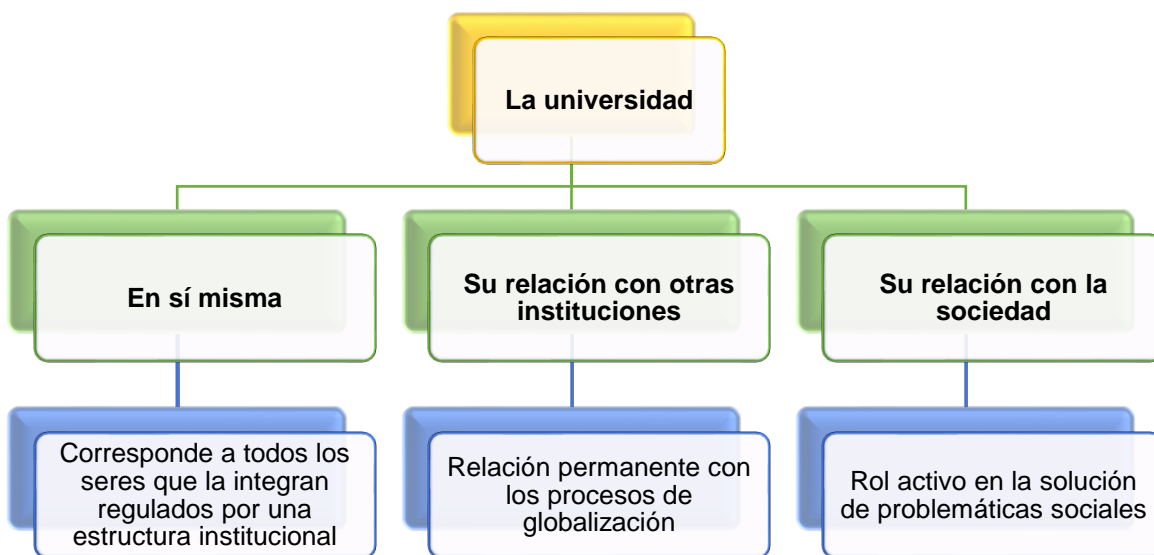 La universidad
En sí misma
Su relación con otras
instituciones
Su relación con la
sociedad
Corresponde a todos los
seres que la integran
regulados por una
estructura institucional
Relación permanente con
los procesos de
globalización
Rol activo en la solución
de problemáticas sociales